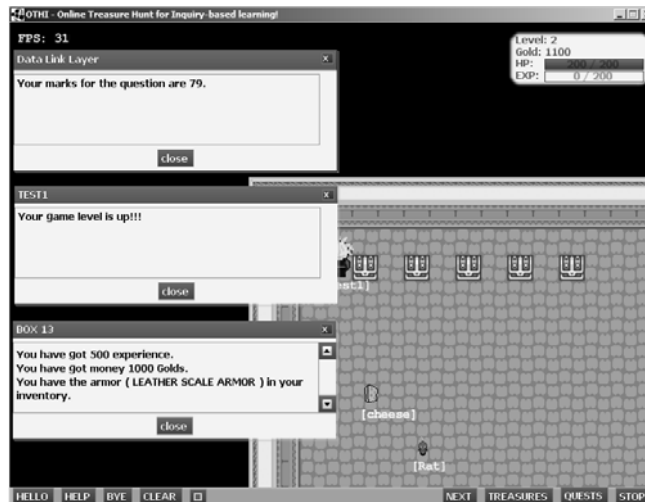 OTHI - Online Treasure Hunt for Inquiry-based learning!
FPS: 31
Level: 2
Gold: 1100
HP: 200 / 200
EXP: 0 / 200
Data Link Layer x
Your marks for the question are 79.
close
TEST1 x
Your game level is up!!!
close
BOX 13 x
You have got 500 experience.
You have got money 1000 Golds.
You have the armor ( LEATHER SCALE ARMOR ) in your
inventory.
close
est1]
[cheese]
[Rat]
HELLO HELP BYE CLEAR NEXT TREASURES QUESTS STOP